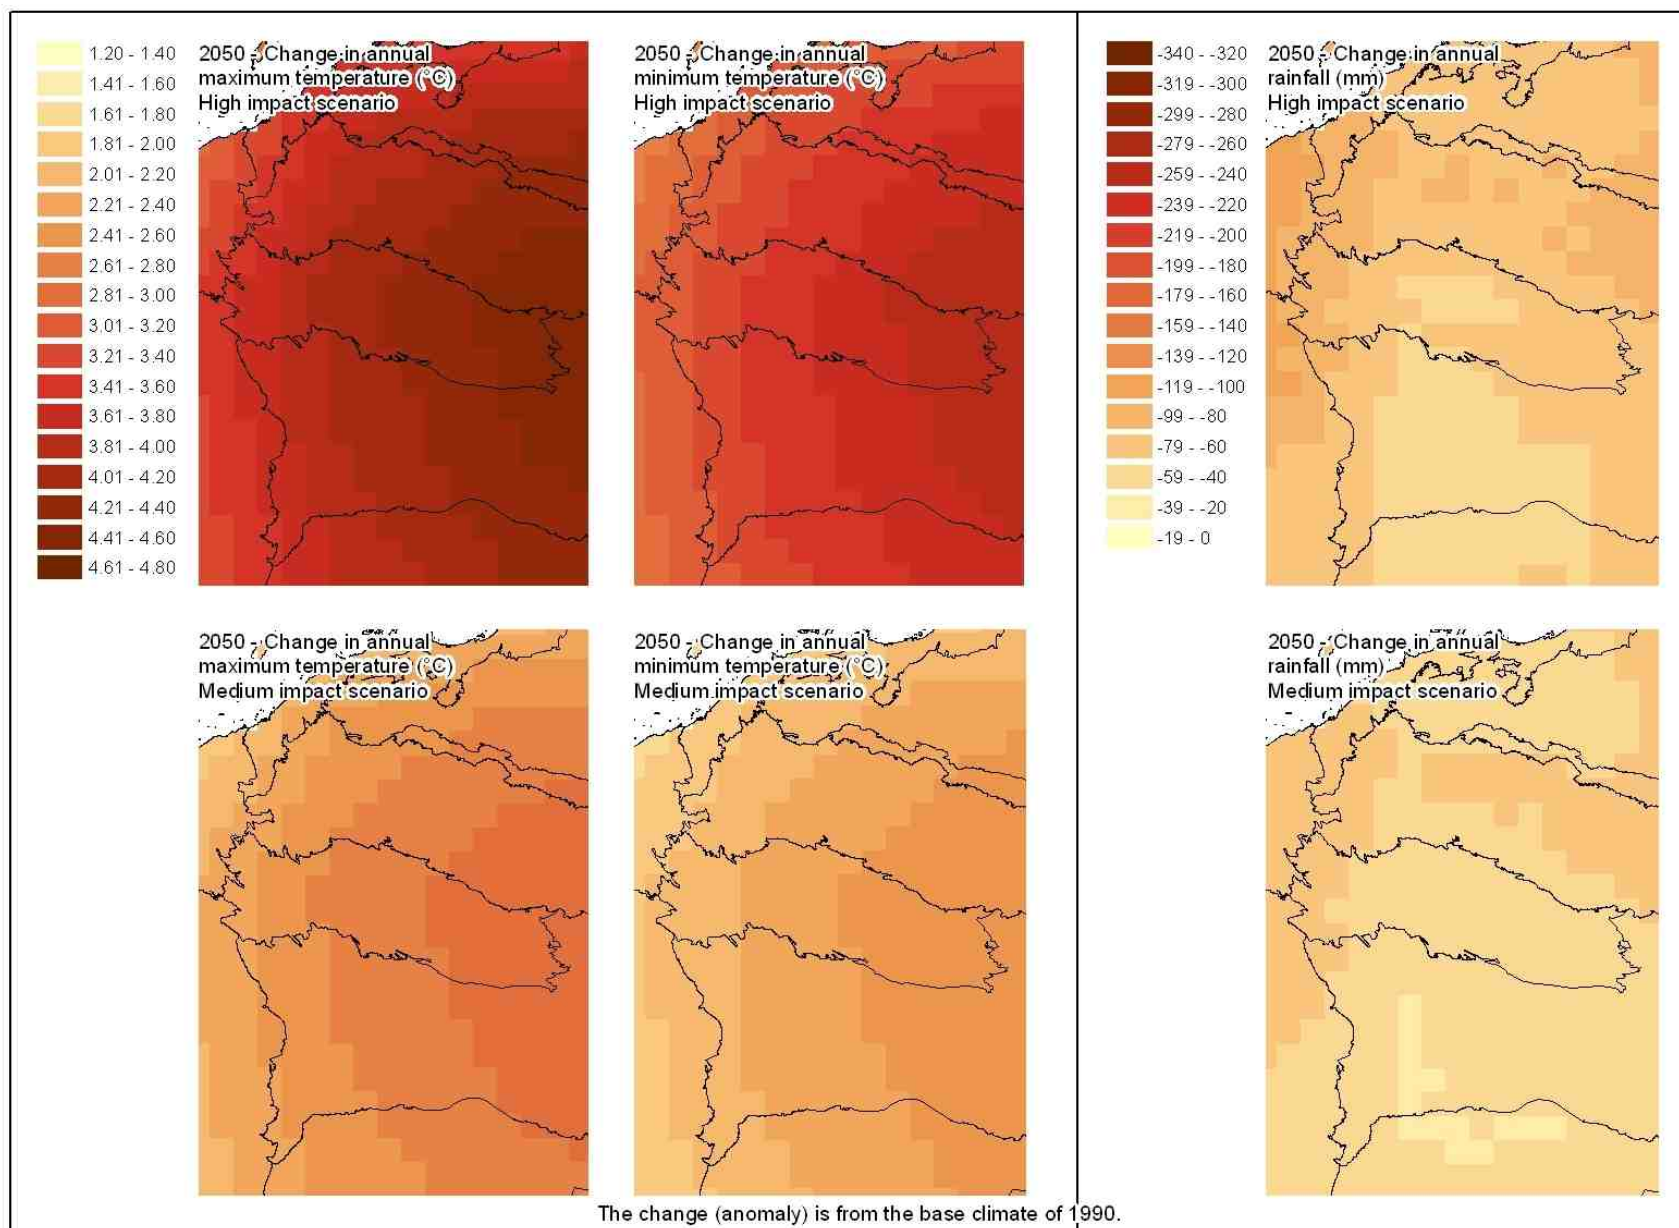 1.20 - 1.40
1.41 - 1.60
1.61 - 1.80
1.81 - 2.00
2.01 - 2.20
2.21 - 2.40
2.41 - 2.60
2.61 - 2.80
2.81 - 3.00
3.01 - 3.20
3.21 - 3.40
3.41 - 3.60
3.61 - 3.80
3.81 - 4.00
4.01 - 4.20
4.21 - 4.40
4.41 - 4.60
4.61 - 4.80
2050 - Change in annual
maximum temperature (°C)
High impact scenario
2050 - Change in annual
minimum temperature (°C)
High impact scenario
-340 - -320
-319 - -300
-299 - -280
-279 - -260
-259 - -240
-239 - -220
-219 - -200
-199 - -180
-179 - -160
-159 - -140
-139 - -120
-119 - -100
-99 - -80
-79 - -60
-59 - -40
-39 - -20
-19 - 0
2050 - Change in annual
rainfall (mm)
High impact scenario
2050 - Change in annual
maximum temperature (°C)
Medium impact scenario
2050 - Change in annual
minimum temperature (°C)
Medium impact scenario
2050 - Change in annual
rainfall (mm)
Medium impact scenario
The change (anomaly) is from the base climate of 1990.